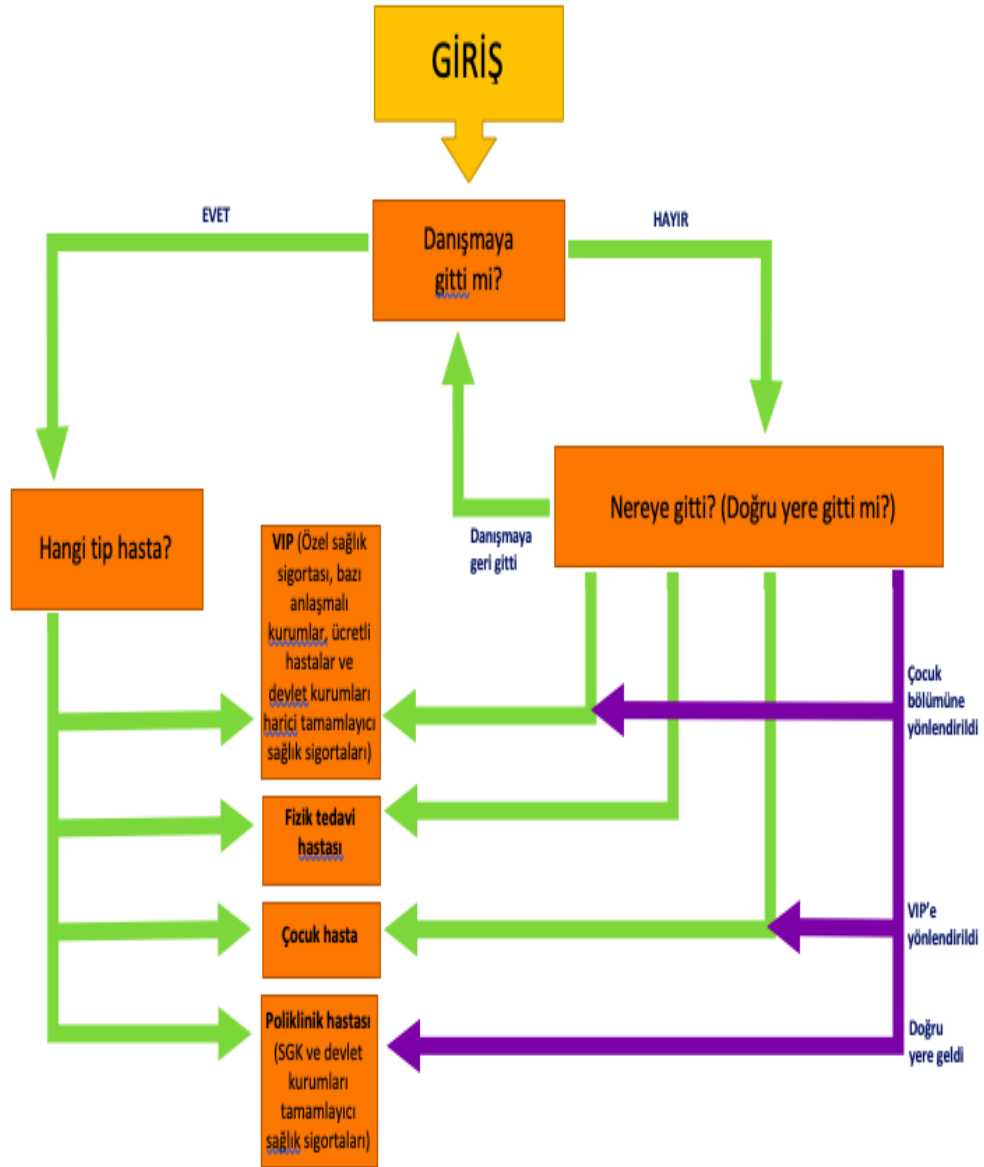 GİRİŞ
EVET
HAYIR
Danışmaya
gitti mi?
Nereye gitti? (Doğru yere gitti mi?)
Danışmaya
geri gitti
Hangi tip hasta?
VIP (Özel sağlık
sigortası, bazı
anlaşmalı
kurumlar, ücretli
hastalar ve
devlet kurumları
harici tamamlayıcı
sağlık sigortaları)
Çocuk
bölümüne
yönlendirildi
Fizik tedavi
hastası
Çocuk hasta
VIP'e
yönlendirildi
Poliklinik hastası
(SGK ve devlet
kurumları
tamamlayıcı
sağlık sigortaları)
Doğru
yere geldi